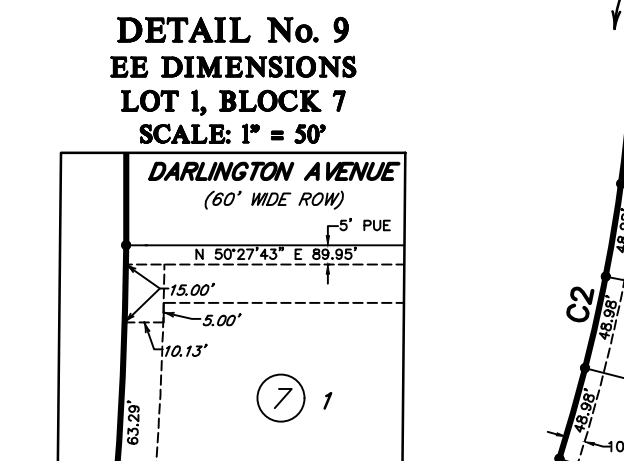 DETAIL No. 9
EE DIMENSIONS
LOT 1, BLOCK 7
SCALE: 1" = 50'
DARLINGTON AVENUE
(60' WIDE ROW)
5' PUE
N 50°27'43" E 89.95'
15.00'
5.00'
10.13'
7 1
63.29'
C2
48.98'
48.98'
10